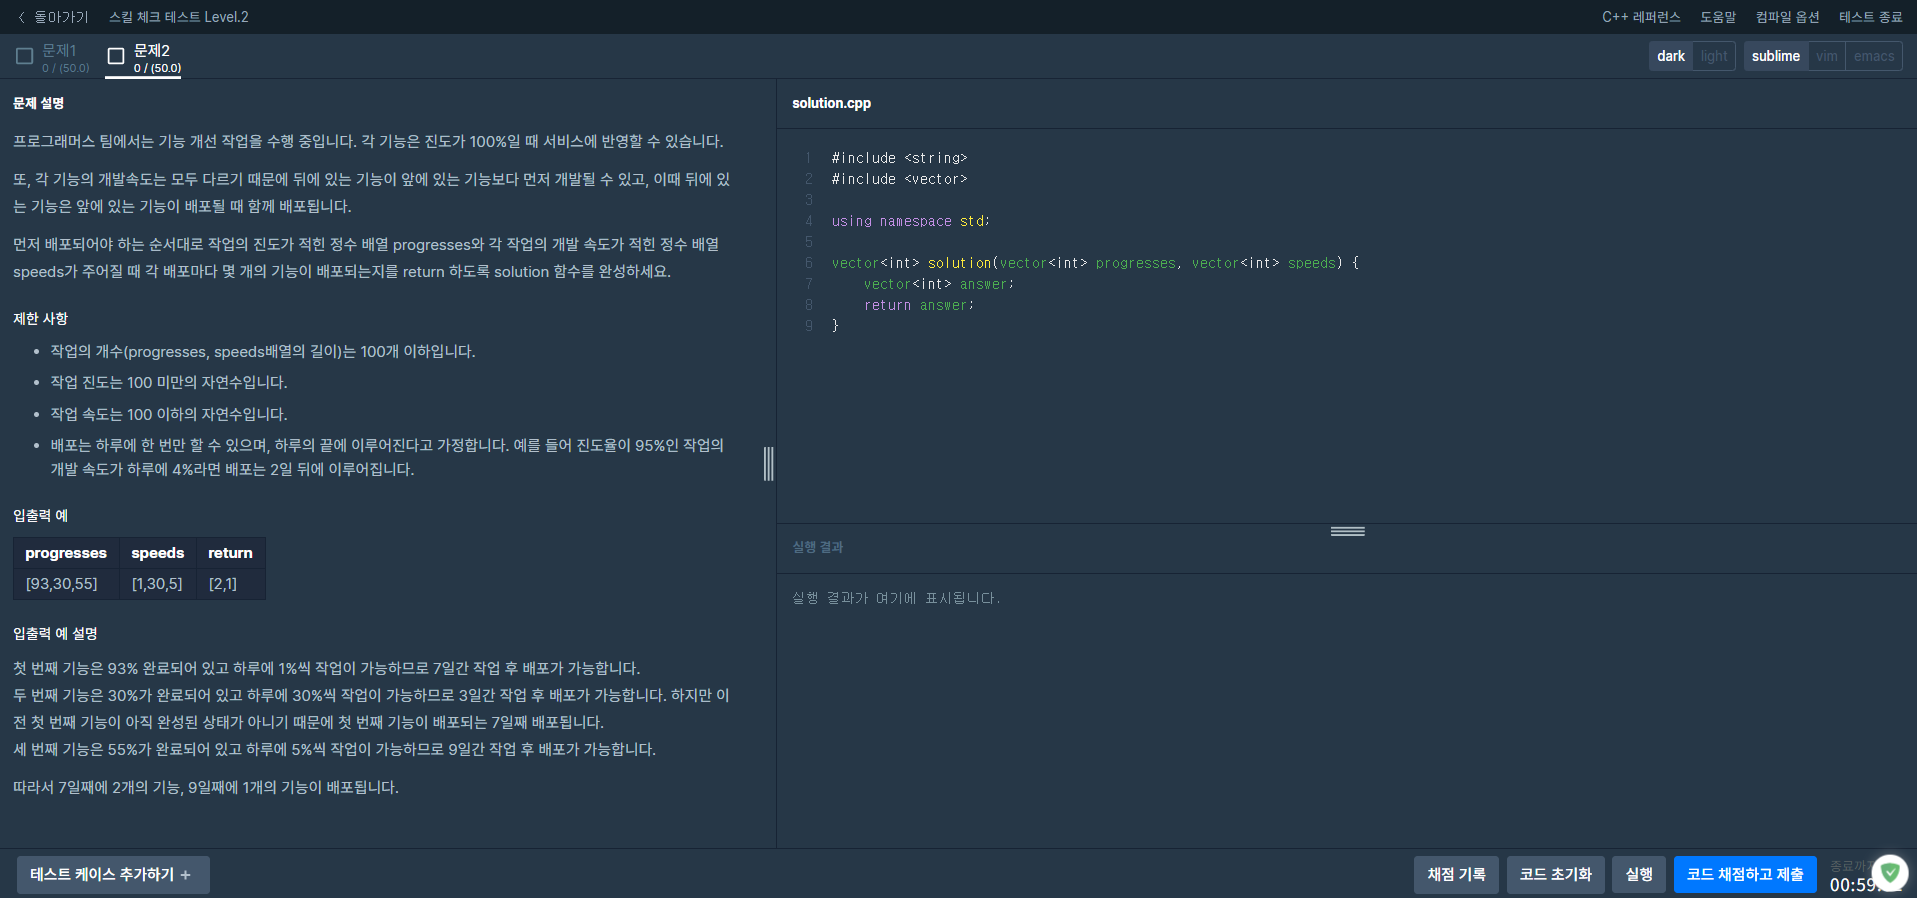 돌아가기 스킬 체크 테스트 Level.2 C++ 레퍼런스 도움말 컴파일 옵션 테스트 종료
문제1 문제2
0 / (50.0) 0 / (50.0)
dark light sublime vim emacs
문제 설명
프로그래머스 팀에서는 기능 개선 작업을 수행 중입니다. 각 기능은 진도가 100%일 때 서비스에 반영할 수 있습니다.
또, 각 기능의 개발속도는 모두 다르기 때문에 뒤에 있는 기능이 앞에 있는 기능보다 먼저 개발될 수 있고, 이때 뒤에 있
는 기능은 앞에 있는 기능이 배포될 때 함께 배포됩니다.
먼저 배포되어야 하는 순서대로 작업의 진도가 적힌 정수 배열 progresses와 각 작업의 개발 속도가 적힌 정수 배열
speeds가 주어질 때 각 배포마다 몇 개의 기능이 배포되는지를 return 하도록 solution 함수를 완성하세요.
제한 사항
• 작업의 개수(progresses, speeds배열의 길이)는 100개 이하입니다.
• 작업 진도는 100 미만의 자연수입니다.
• 작업 속도는 100 이하의 자연수입니다.
• 배포는 하루에 한 번만 할 수 있으며, 하루의 끝에 이루어진다고 가정합니다. 예를 들어 진도율이 95%인 작업의
개발 속도가 하루에 4%라면 배포는 2일 뒤에 이루어집니다.
입출력 예
progresses speeds return
[93,30,55] [1,30,5] [2,1]
입출력 예 설명
첫 번째 기능은 93% 완료되어 있고 하루에 1%씩 작업이 가능하므로 7일간 작업 후 배포가 가능합니다.
두 번째 기능은 30%가 완료되어 있고 하루에 30%씩 작업이 가능하므로 3일간 작업 후 배포가 가능합니다. 하지만 이
전 첫 번째 기능이 아직 완성된 상태가 아니기 때문에 첫 번째 기능이 배포되는 7일째 배포됩니다.
세 번째 기능은 55%가 완료되어 있고 하루에 5%씩 작업이 가능하므로 9일간 작업 후 배포가 가능합니다.
따라서 7일째에 2개의 기능, 9일째에 1개의 기능이 배포됩니다.
solution.cpp
1 #include <string>
2 #include <vector>
3
4 using namespace std;
5
6 vector<int> solution(vector<int> progresses, vector<int> speeds) {
7 vector<int> answer;
8 return answer;
9 }
실행 결과
실행 결과가 여기에 표시됩니다.
테스트 케이스 추가하기 + 채점 기록 코드 초기화 실행 코드 채점하고 제출
00:59